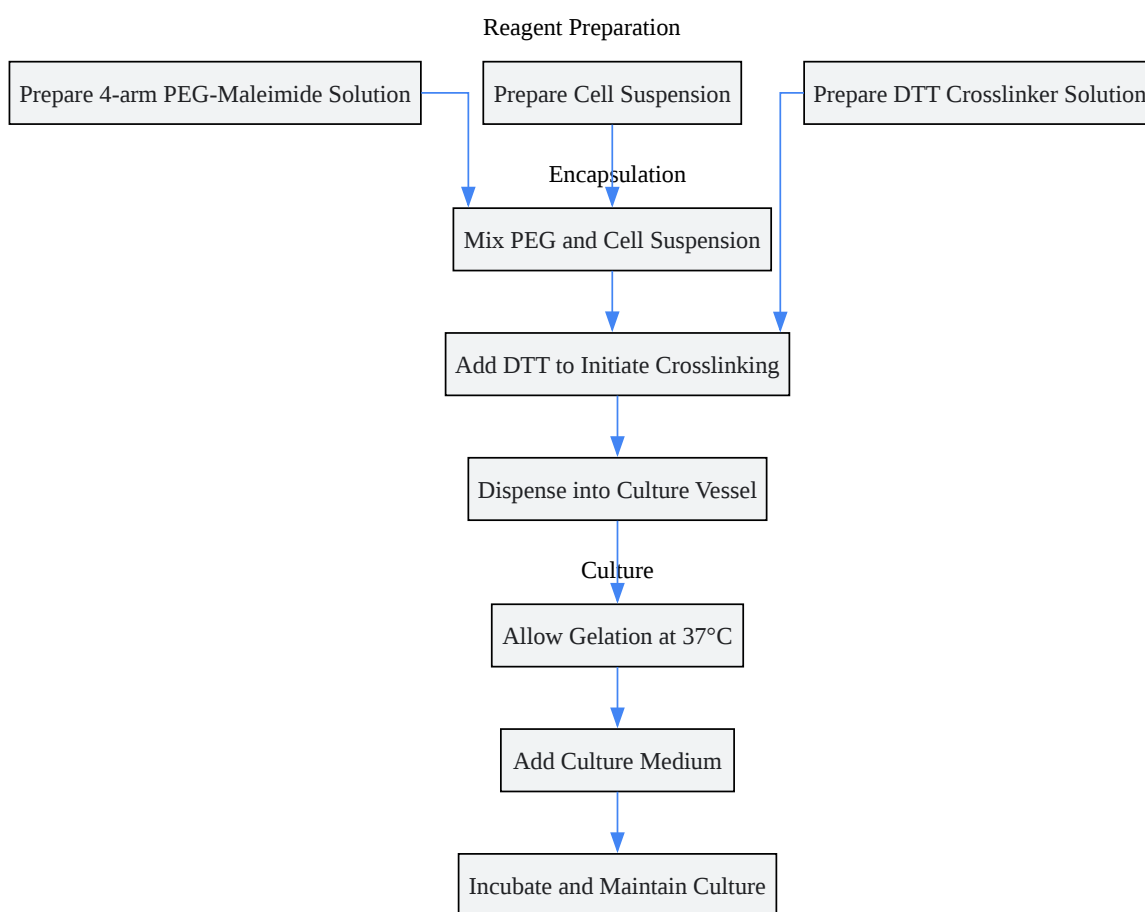 Reagent Preparation
Prepare 4-arm PEG-Maleimide Solution
Prepare Cell Suspension
Prepare DTT Crosslinker Solution
Encapsulation
Mix PEG and Cell Suspension
Add DTT to Initiate Crosslinking
Dispense into Culture Vessel
Culture
Allow Gelation at 37°C
Add Culture Medium
Incubate and Maintain Culture